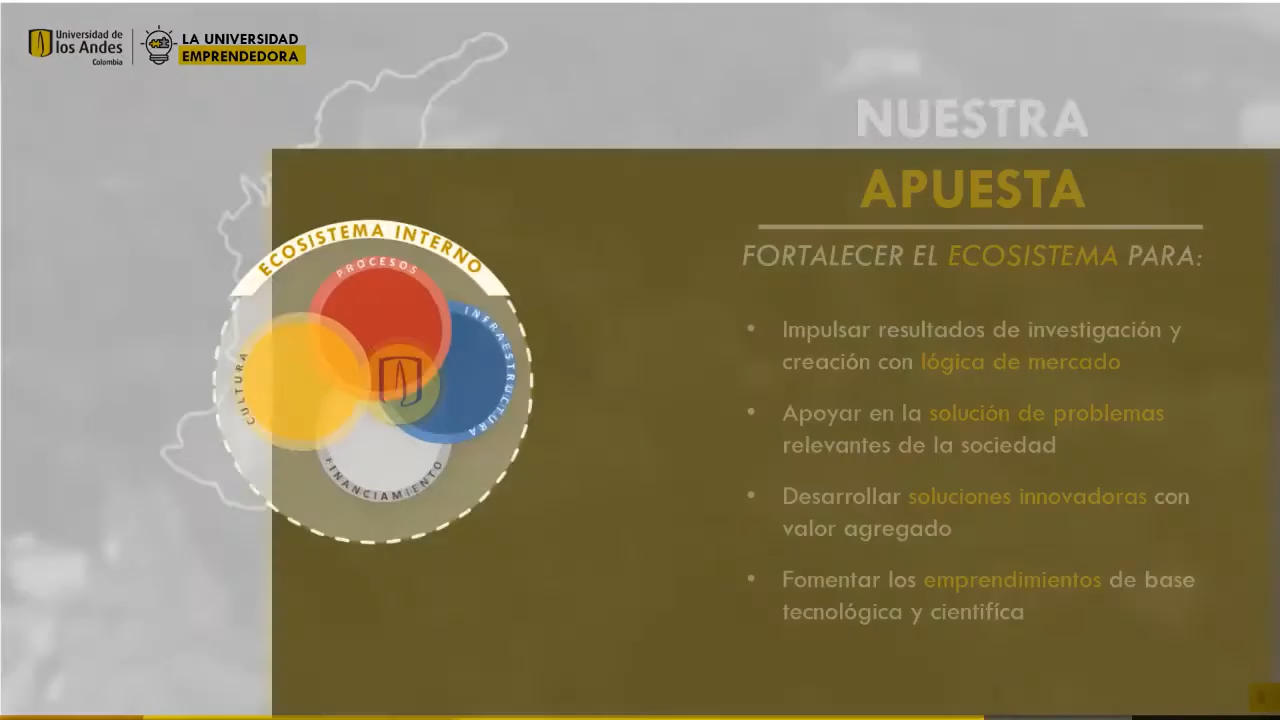 Universidad de
los Andes
Colombia
LA UNIVERSIDAD
EMPRENDEDORA
NUESTRA
APUESTA
FORTALECER EL ECOSISTEMA PARA:
ECOSISTEMA INTERNO
PROCESOS
INFRAESTRUCTURA
CULTURA
FINANCIAMIENTO
• Impulsar resultados de investigación y
creación con lógica de mercado
• Apoyar en la solución de problemas
relevantes de la sociedad
• Desarrollar soluciones innovadoras con
valor agregado
• Fomentar los emprendimientos de base
tecnológica y científica